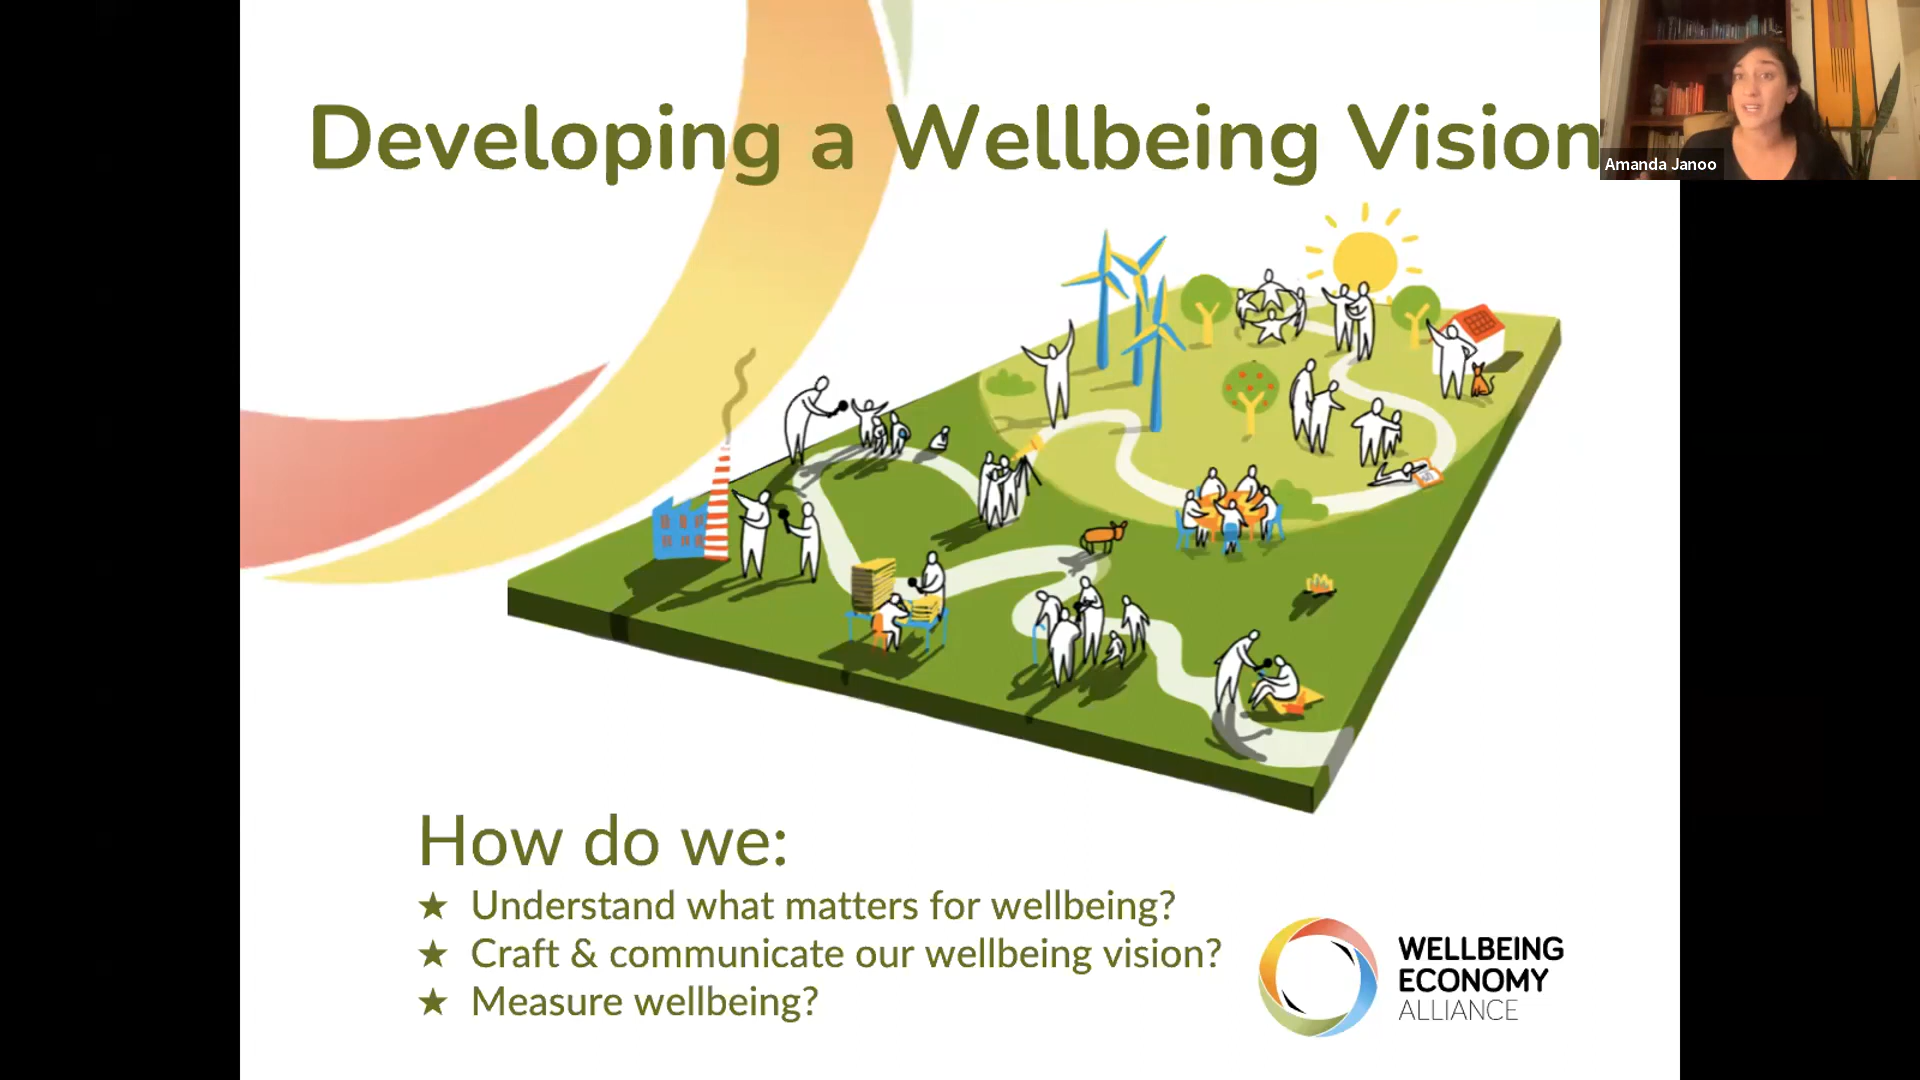 Developing a Wellbeing Vision
Amanda Janoo
How do we:
★ Understand what matters for wellbeing?
★ Craft & communicate our wellbeing vision?
★ Measure wellbeing?
WELLBEING
ECONOMY
ALLIANCE